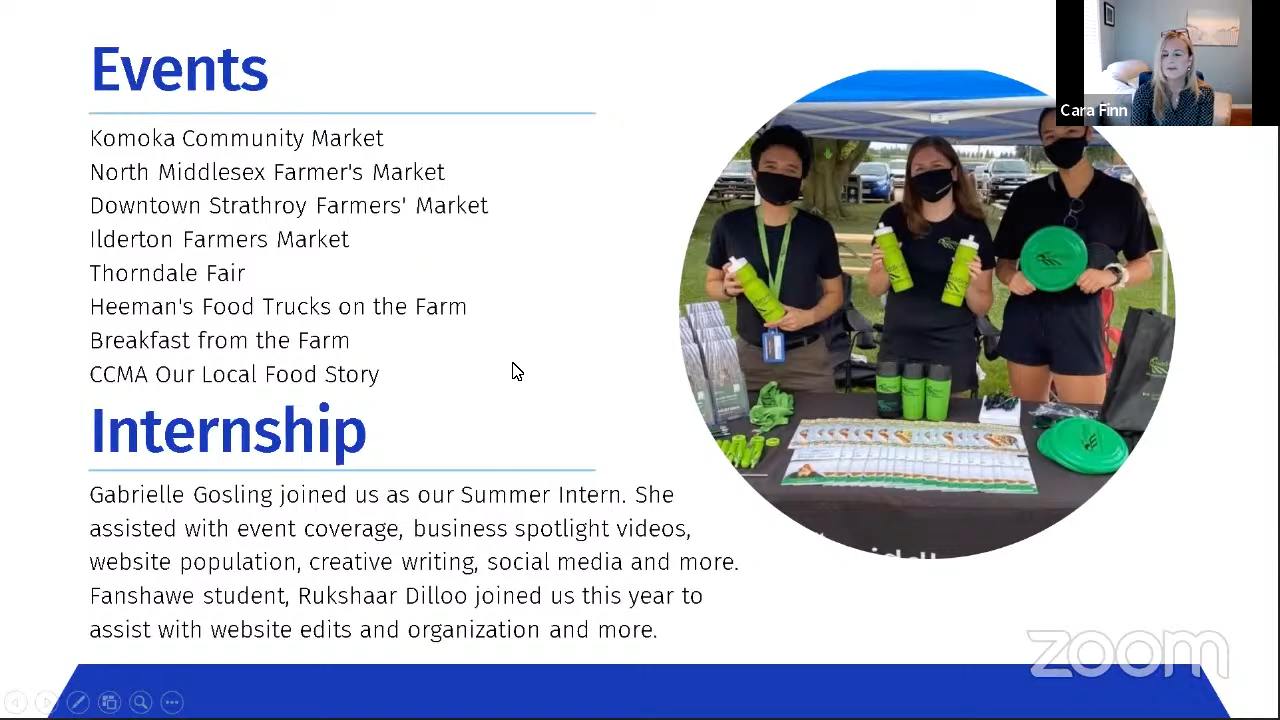 Events
Komoka Community Market
North Middlesex Farmer's Market
Downtown Strathroy Farmers' Market
Ilderton Farmers Market
Thorndale Fair
Heeman's Food Trucks on the Farm
Breakfast from the Farm
CCMA Our Local Food Story
Internship
Gabrielle Gosling joined us as our Summer Intern. She
assisted with event coverage, business spotlight videos,
website population, creative writing, social media and more.
Fanshawe student, Rukshaar Dilloo joined us this year to
assist with website edits and organization and more.
Cara Finn
zoom